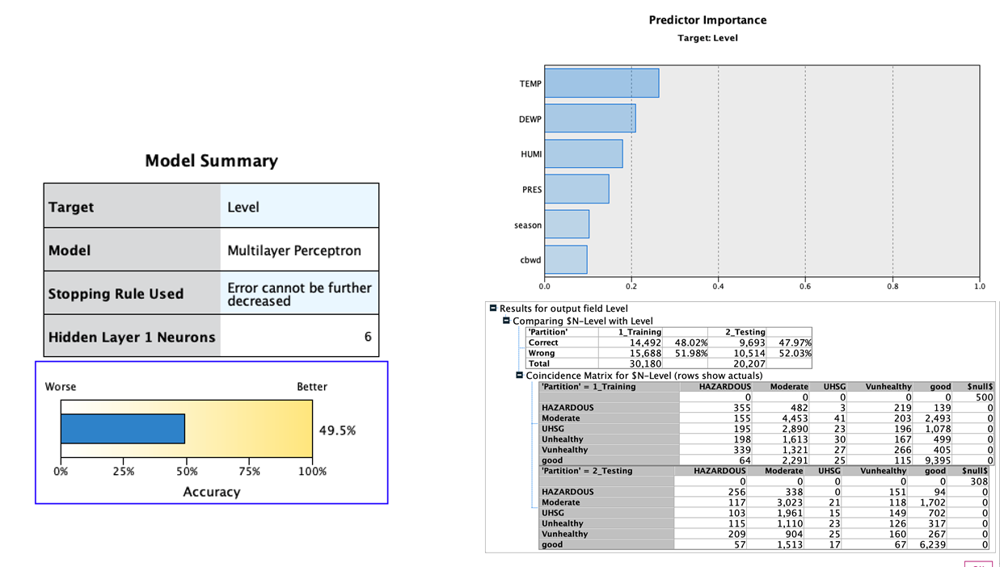 Model Summary
Target Level
Model Multilayer Perceptron
Stopping Rule Used Error cannot be further decreased
Hidden Layer 1 Neurons 6
Worse Better
49.5%
0% 25% 50% 75% 100%
Accuracy
Predictor Importance
Target: Level
TEMP
DEWP
HUMI
PRES
season
cbwd
0.0 0.2 0.4 0.6 0.8 1.0
Results for output field Level
Comparing $N-Level with Level
'Partition' 1_Training 2_Testing
Correct 14,492 48.02% 9,693 47.97%
Wrong 15,688 51.98% 10,514 52.03%
Total 30,180 20,207
Coincidence Matrix for $N-Level (rows show actuals)
'Partition' = 1_Training HAZARDOUS Moderate UHSG Vunhealthy good $null$
0 0 0 0 0 500
HAZARDOUS 355 482 3 219 139 0
Moderate 155 4,453 41 203 2,493 0
UHSG 195 2,890 23 196 1,078 0
Unhealthy 198 1,613 30 167 499 0
Vunhealthy 339 1,321 27 266 405 0
good 64 2,291 25 115 9,395 0
'Partition' = 2_Testing HAZARDOUS Moderate UHSG Vunhealthy good $null$
0 0 0 0 0 308
HAZARDOUS 256 338 0 151 94 0
Moderate 117 3,023 21 118 1,702 0
UHSG 103 1,961 15 149 702 0
Unhealthy 115 1,110 23 126 317 0
Vunhealthy 209 904 25 160 267 0
good 57 1,513 17 67 6,239 0